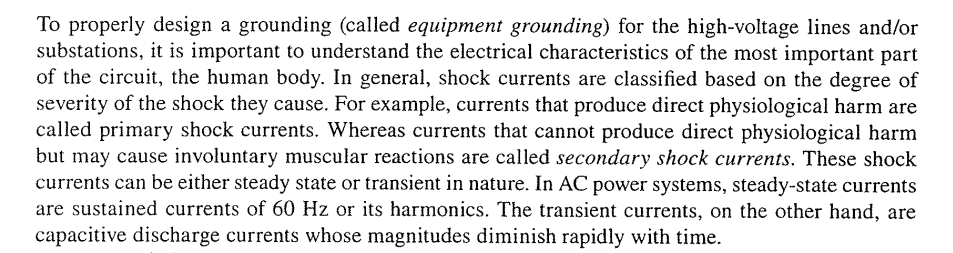 To properly design a grounding (called equipment grounding) for the high-voltage lines and/or
substations, it is important to understand the electrical characteristics of the most important part
of the circuit, the human body. In general, shock currents are classified based on the degree of
severity of the shock they cause. For example, currents that produce direct physiological harm are
called primary shock currents. Whereas currents that cannot produce direct physiological harm
but may cause involuntary muscular reactions are called secondary shock currents. These shock
currents can be either steady state or transient in nature. In AC power systems, steady-state currents
are sustained currents of 60 Hz or its harmonics. The transient currents, on the other hand, are
capacitive discharge currents whose magnitudes diminish rapidly with time.